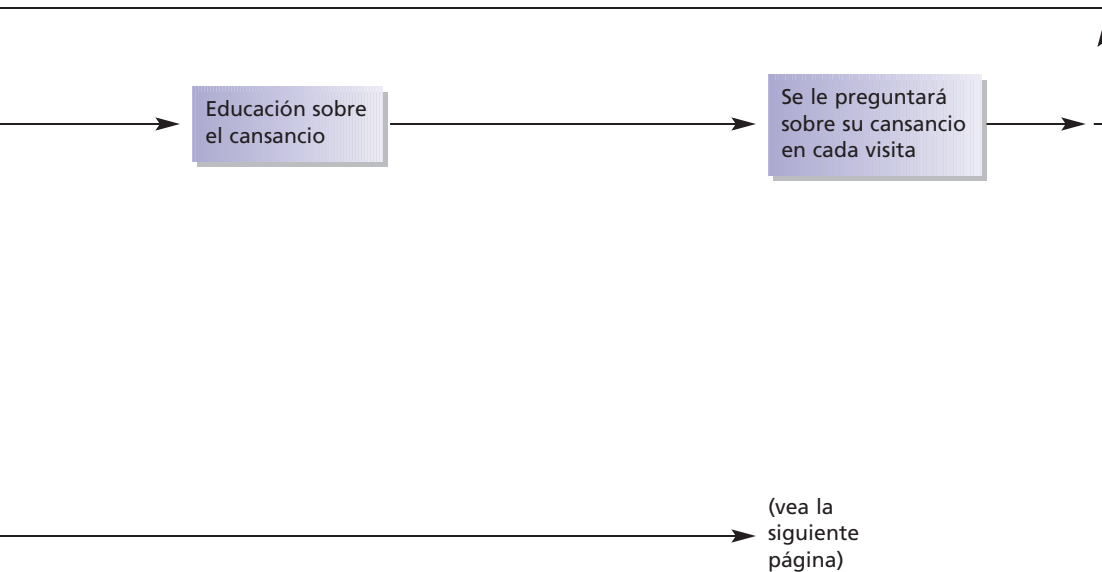 Educación sobre
el cansancio
Se le preguntará
sobre su cansancio
en cada visita
(vea la
siguiente
página)